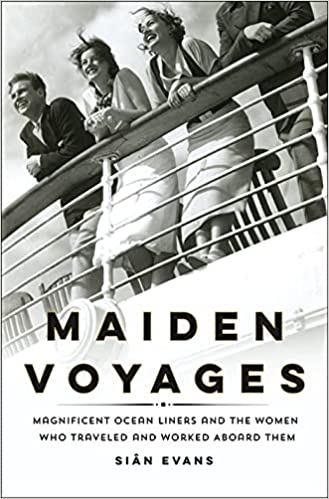 MAIDEN
VOYAGES
MAGNIFICENT OCEAN LINERS AND THE WOMEN
WHO TRAVELED AND WORKED ABOARD THEM
SIÂN EVANS